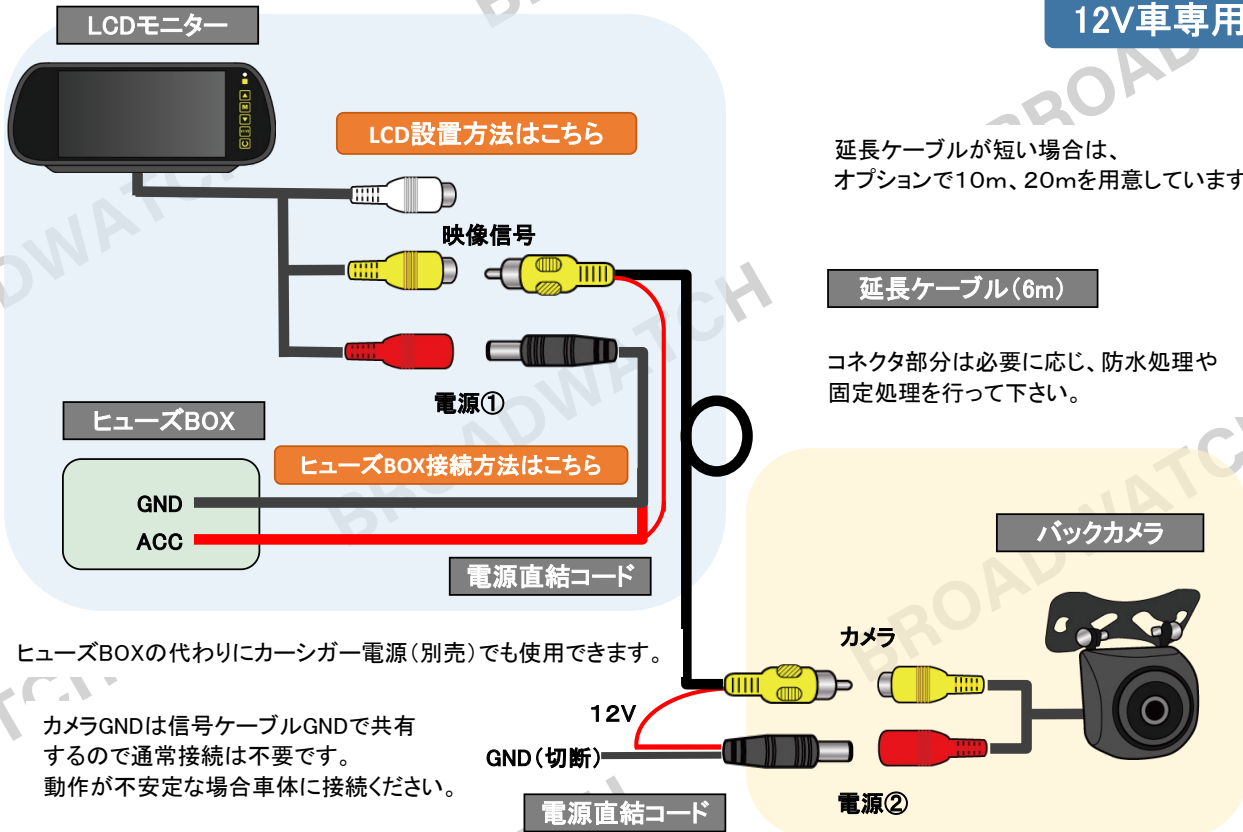 LCDモニター
12V車専用
LCD設置方法はこちら
延長ケーブルが短い場合は、
オプションで10m、20mを用意しています
映像信号
延長ケーブル(6m)
コネクタ部分は必要に応じ、防水処理や
固定処理を行って下さい。
電源①
ヒューズBOX
ヒューズBOX接続方法はこちら
GND
ACC
電源直結コード
バックカメラ
ヒューズBOXの代わりにカーシガー電源(別売)でも使用できます。
カメラ
カメラGNDは信号ケーブルGNDで共有
するので通常接続は不要です。
動作が不安定な場合車体に接続ください。
12V
GND(切断)
電源直結コード
電源②
BROADWATCH
BROADWATCH